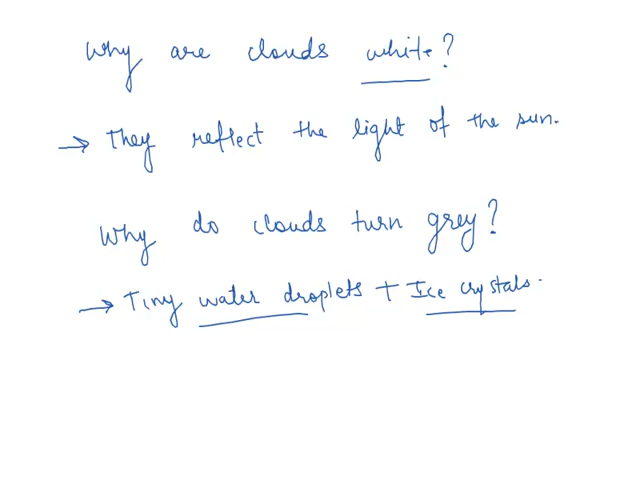 Why are clouds white?
→ They reflect the light of the sun.
Why do clouds turn grey?
→ Tiny water droplets + Ice crystals.